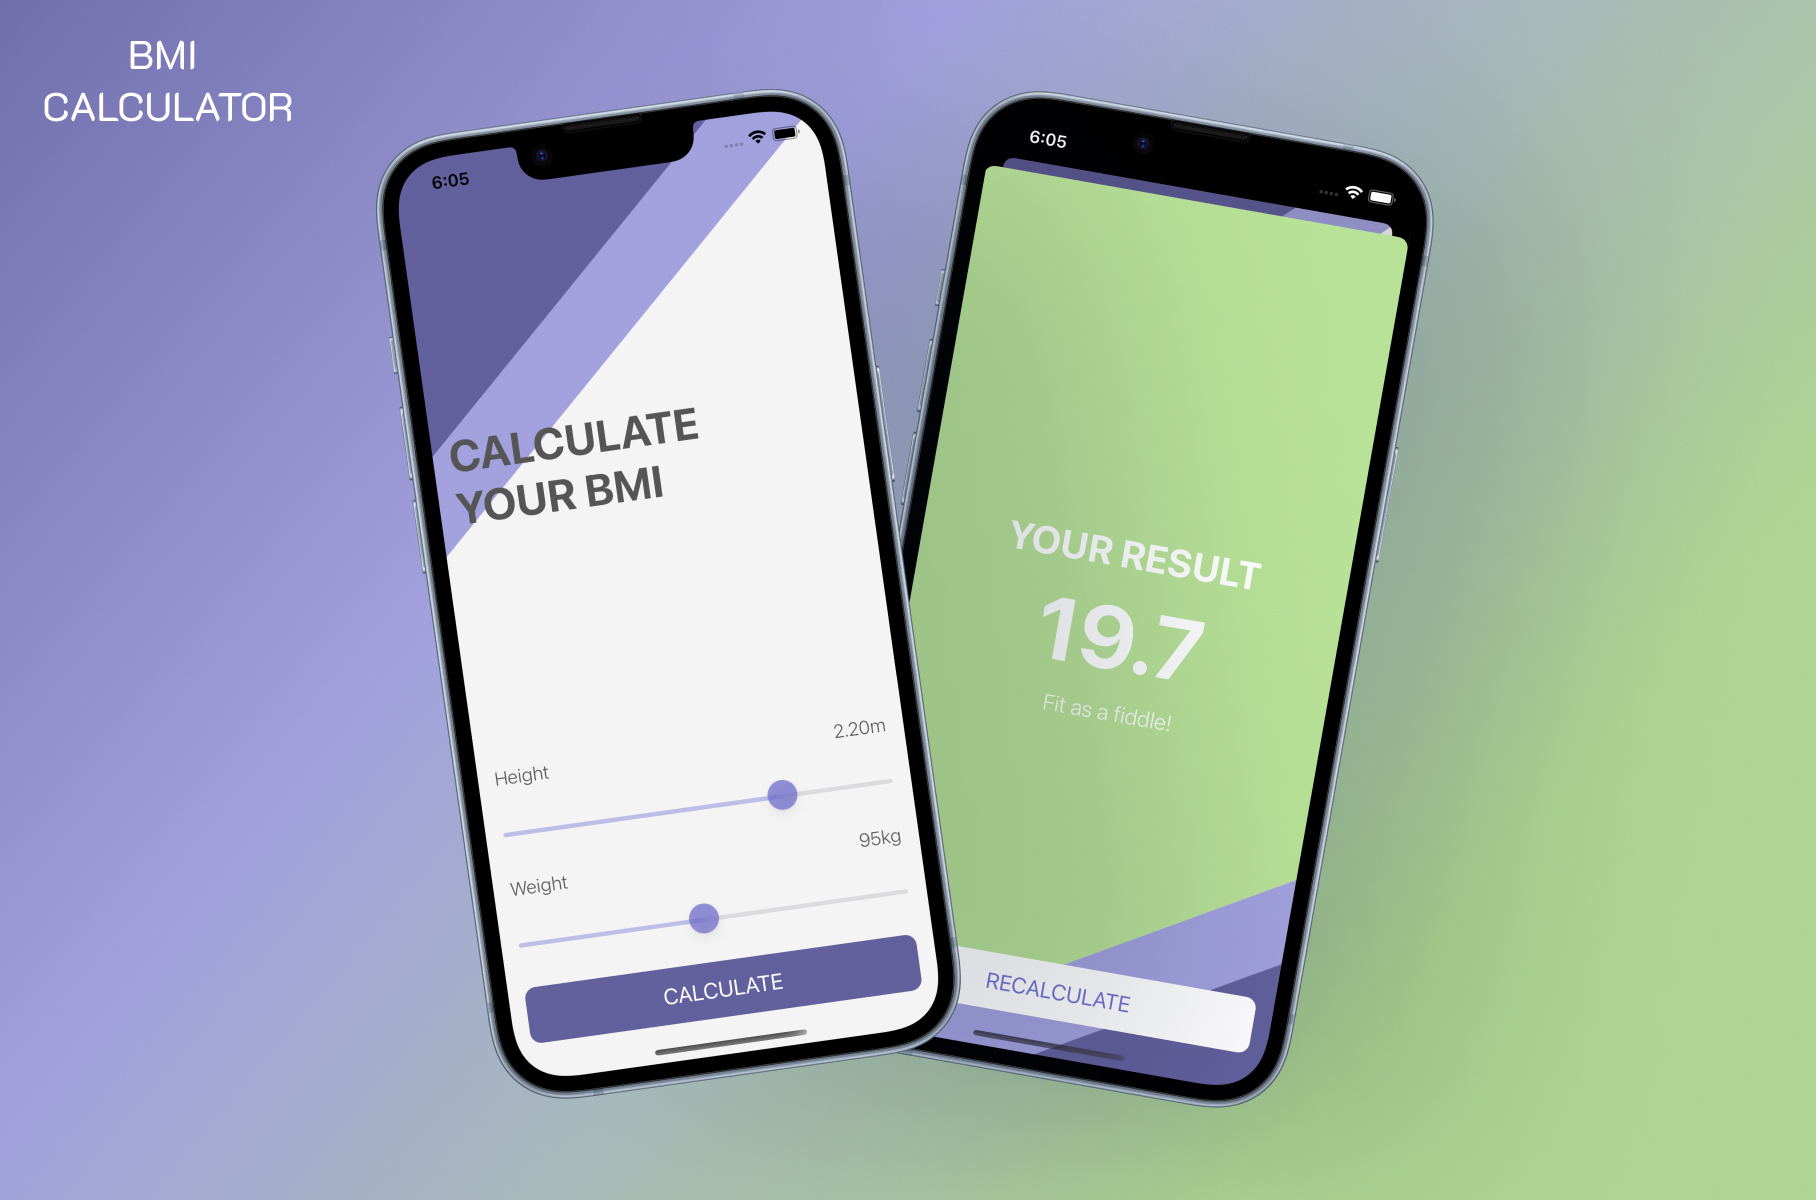 BMI
CALCULATOR
6:05
CALCULATE
YOUR BMI
2.20m
Height
95kg
Weight
CALCULATE
6:05
YOUR RESULT
19.7
Fit as a fiddle!
RECALCULATE